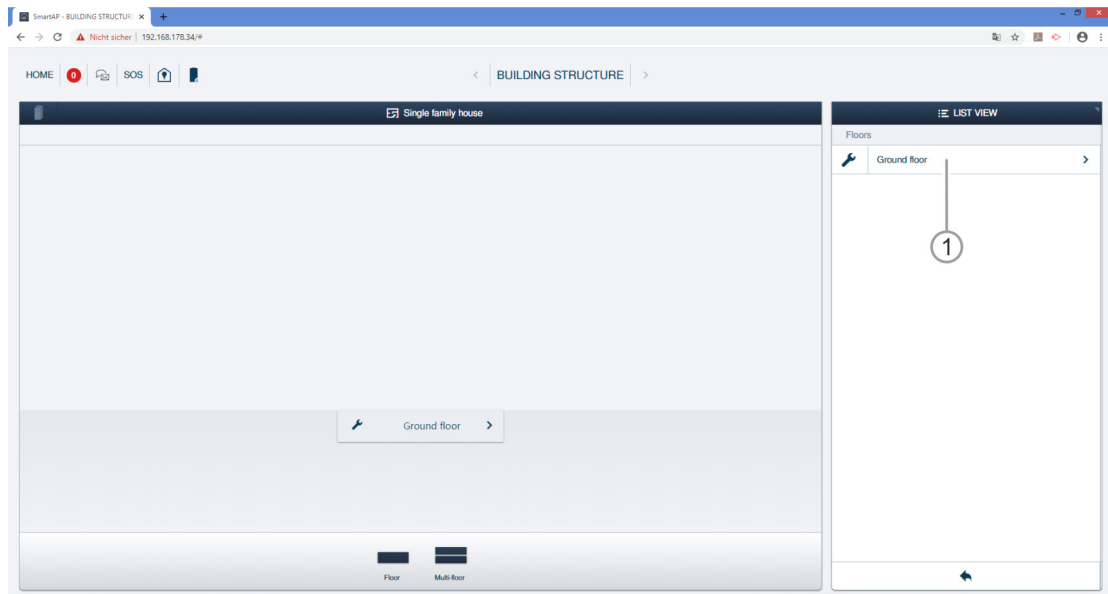 SmartAP - BUILDING STRUCTUR
Nicht sicher | 192.168.178.34/#
HOME 0 SOS
BUILDING STRUCTURE
Single family house
LIST VIEW
Floors
Ground floor
1
Ground floor
Floor Multi-floor